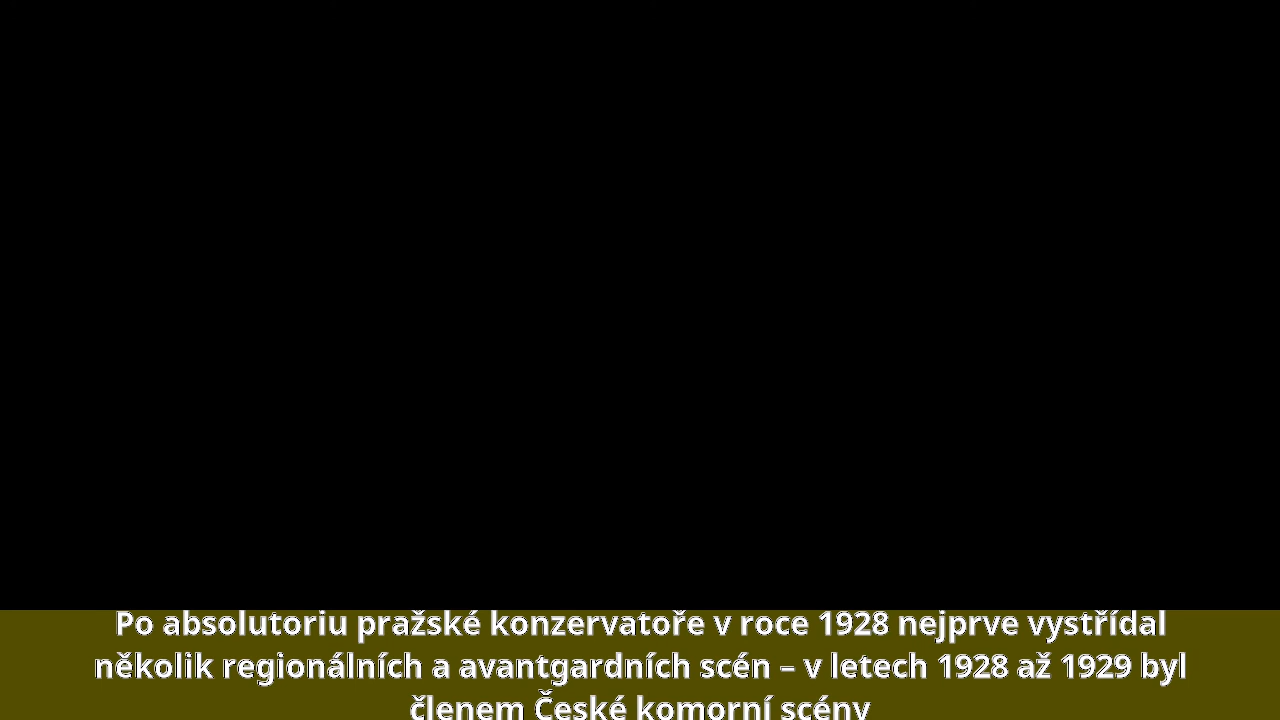 Po absolutoriu pražské konzervatoře v roce 1928 nejprve vystřídal
několik regionálních a avantgardních scén – v letech 1928 až 1929 byl
členem České komorní scény